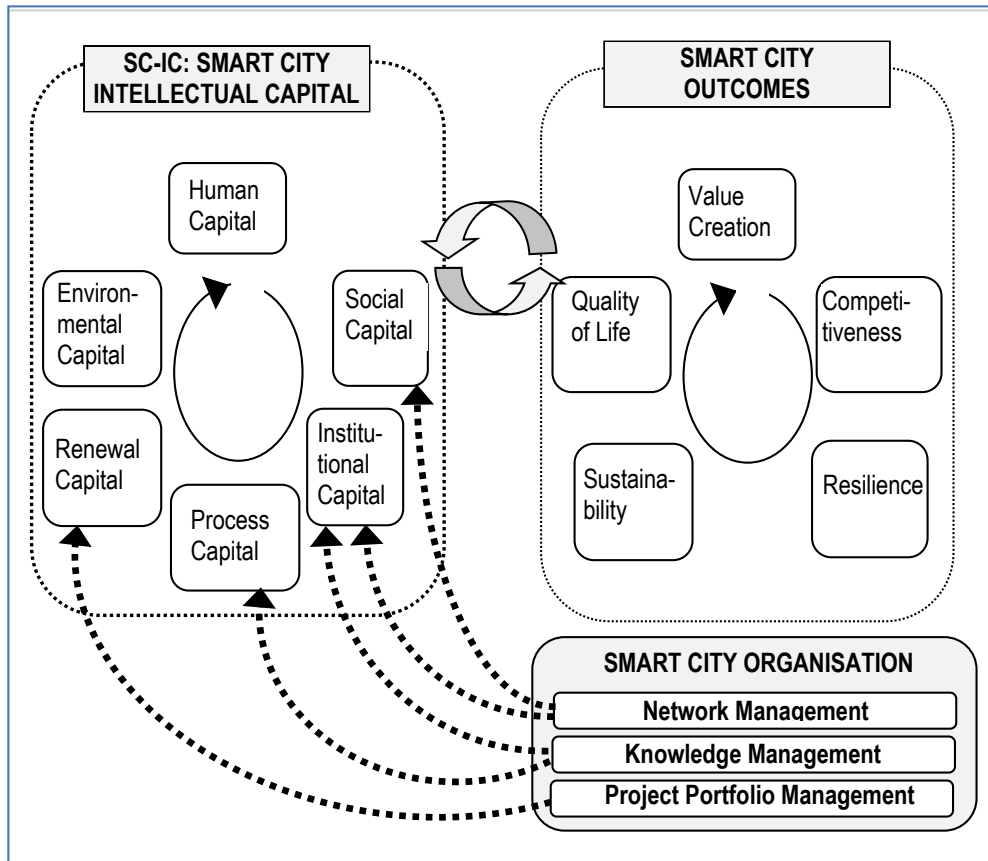 SC-IC: SMART CITY
INTELLECTUAL CAPITAL
Human
Capital
Environ-
mental
Capital
Social
Capital
Renewal
Capital
Institu-
tional
Capital
Process
Capital
SMART CITY
OUTCOMES
Value
Creation
Quality
of Life
Competi-
tiveness
Sustaina-
bility
Resilience
SMART CITY ORGANISATION
Network Management
Knowledge Management
Project Portfolio Management